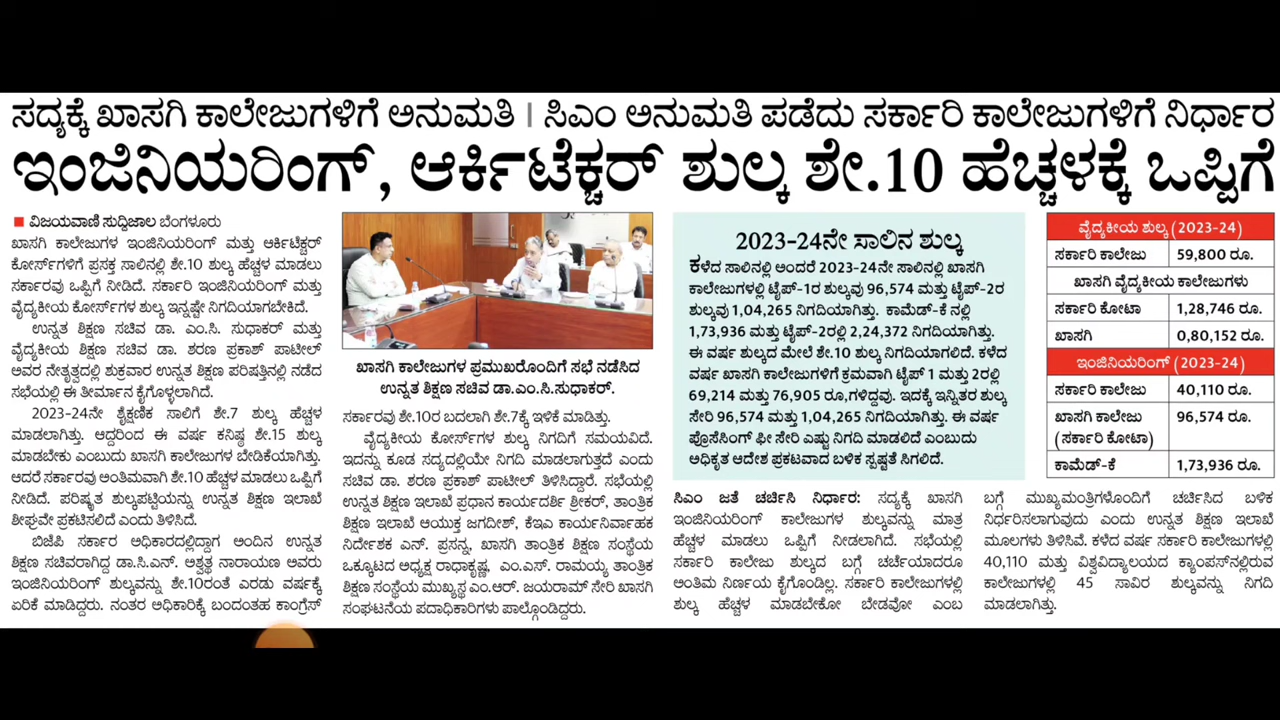 ಸದ್ಯಕ್ಕೆ ಖಾಸಗಿ ಕಾಲೇಜುಗಳಿಗೆ ಅನುಮತಿ | ಸಿಎಂ ಅನುಮತಿ ಪಡೆದು ಸರ್ಕಾರಿ ಕಾಲೇಜುಗಳಿಗೆ ನಿರ್ಧಾರ
ಇಂಜಿನಿಯರಿಂಗ್, ಆರ್ಕಿಟೆಕ್ಚರ್ ಶುಲ್ಕ ಶೇ.10 ಹೆಚ್ಚಳಕ್ಕೆ ಒಪ್ಪಿಗೆ
■ ವಿಜಯವಾಣಿ ಸುದ್ದಿಜಾಲ ಬೆಂಗಳೂರು
ಖಾಸಗಿ ಕಾಲೇಜುಗಳ ಇಂಜಿನಿಯರಿಂಗ್ ಮತ್ತು ಆರ್ಕಿಟೆಕ್ಚರ್
ಕೋರ್ಸ್‌ಗಳಿಗೆ ಪ್ರಸಕ್ತ ಸಾಲಿನಲ್ಲಿ ಶೇ.10 ಶುಲ್ಕ ಹೆಚ್ಚಳ ಮಾಡಲು
ಸರ್ಕಾರವು ಒಪ್ಪಿಗೆ ನೀಡಿದೆ. ಸರ್ಕಾರಿ ಇಂಜಿನಿಯರಿಂಗ್ ಮತ್ತು
ವೈದ್ಯಕೀಯ ಕೋರ್ಸ್‌ಗಳ ಶುಲ್ಕ ಇನ್ನಷ್ಟೇ ನಿಗದಿಯಾಗಬೇಕಿದೆ.
ಉನ್ನತ ಶಿಕ್ಷಣ ಸಚಿವ ಡಾ. ಎಂ.ಸಿ. ಸುಧಾಕರ್ ಮತ್ತು
ವೈದ್ಯಕೀಯ ಶಿಕ್ಷಣ ಸಚಿವ ಡಾ. ಶರಣ ಪ್ರಕಾಶ್ ಪಾಟೀಲ್
ಅವರ ನೇತೃತ್ವದಲ್ಲಿ ಶುಕ್ರವಾರ ಉನ್ನತ ಶಿಕ್ಷಣ ಪರಿಷತ್ತಿನಲ್ಲಿ ನಡೆದ
ಸಭೆಯಲ್ಲಿ ಈ ತೀರ್ಮಾನ ಕೈಗೊಳ್ಳಲಾಗಿದೆ.
2023-24ನೇ ಶೈಕ್ಷಣಿಕ ಸಾಲಿಗೆ ಶೇ.7 ಶುಲ್ಕ ಹೆಚ್ಚಳ
ಮಾಡಲಾಗಿತ್ತು. ಆದ್ದರಿಂದ ಈ ವರ್ಷ ಕನಿಷ್ಠ ಶೇ.15 ಶುಲ್ಕ
ಮಾಡಬೇಕು ಎಂಬುದು ಖಾಸಗಿ ಕಾಲೇಜುಗಳ ಬೇಡಿಕೆಯಾಗಿತ್ತು.
ಆದರೆ ಸರ್ಕಾರವು ಅಂತಿಮವಾಗಿ ಶೇ.10 ಹೆಚ್ಚಳ ಮಾಡಲು ಒಪ್ಪಿಗೆ
ನೀಡಿದೆ. ಪರಿಷ್ಕೃತ ಶುಲ್ಕಪಟ್ಟಿಯನ್ನು ಉನ್ನತ ಶಿಕ್ಷಣ ಇಲಾಖೆ
ಶೀಘ್ರವೇ ಪ್ರಕಟಿಸಲಿದೆ ಎಂದು ತಿಳಿಸಿದೆ.
ಬಿಜೆಪಿ ಸರ್ಕಾರ ಅಧಿಕಾರದಲ್ಲಿದ್ದಾಗ ಅಂದಿನ ಉನ್ನತ
ಶಿಕ್ಷಣ ಸಚಿವರಾಗಿದ್ದ ಡಾ.ಸಿ.ಎನ್. ಅಶ್ವತ್ಥ ನಾರಾಯಣ ಅವರು
ಇಂಜಿನಿಯರಿಂಗ್ ಶುಲ್ಕವನ್ನು ಶೇ.10ರಂತೆ ಎರಡು ವರ್ಷಕ್ಕೆ
ಏರಿಕೆ ಮಾಡಿದ್ದರು. ನಂತರ ಅಧಿಕಾರಿಕ್ಕೆ ಬಂದಂತಹ ಕಾಂಗ್ರೆಸ್
ಖಾಸಗಿ ಕಾಲೇಜುಗಳ ಪ್ರಮುಖರೊಂದಿಗೆ ಸಭೆ ನಡೆಸಿದ
ಉನ್ನತ ಶಿಕ್ಷಣ ಸಚಿವ ಡಾ.ಎಂ.ಸಿ.ಸುಧಾಕರ್.
ಸರ್ಕಾರವು ಶೇ.10ರ ಬದಲಾಗಿ ಶೇ.7ಕ್ಕೆ ಇಳಿಕೆ ಮಾಡಿತ್ತು.
ವೈದ್ಯಕೀಯ ಕೋರ್ಸ್‌ಗಳ ಶುಲ್ಕ ನಿಗದಿಗೆ ಸಮಯವಿದೆ.
ಇದನ್ನು ಕೂಡ ಸದ್ಯದಲ್ಲಿಯೇ ನಿಗದಿ ಮಾಡಲಾಗುತ್ತದೆ ಎಂದು
ಸಚಿವ ಡಾ. ಶರಣ ಪ್ರಕಾಶ್ ಪಾಟೀಲ್ ತಿಳಿಸಿದ್ದಾರೆ. ಸಭೆಯಲ್ಲಿ
ಉನ್ನತ ಶಿಕ್ಷಣ ಇಲಾಖೆ ಪ್ರಧಾನ ಕಾರ್ಯದರ್ಶಿ ಶ್ರೀಕರ್, ತಾಂತ್ರಿಕ
ಶಿಕ್ಷಣ ಇಲಾಖೆ ಆಯುಕ್ತ ಜಗದೀಶ್, ಕೆಇಎ ಕಾರ್ಯನಿರ್ವಾಹಕ
ನಿರ್ದೇಶಕ ಎನ್. ಪ್ರಸನ್ನ, ಖಾಸಗಿ ತಾಂತ್ರಿಕ ಶಿಕ್ಷಣ ಸಂಸ್ಥೆಯ
ಒಕ್ಕೂಟದ ಅಧ್ಯಕ್ಷ ರಾಧಾಕೃಷ್ಣ, ಎಂ.ಎಸ್. ರಾಮಯ್ಯ ತಾಂತ್ರಿಕ
ಶಿಕ್ಷಣ ಸಂಸ್ಥೆಯ ಮುಖ್ಯಸ್ಥ ಎಂ.ಆರ್. ಜಯರಾಮ್ ಸೇರಿ ಖಾಸಗಿ
ಸಂಘಟನೆಯ ಪದಾಧಿಕಾರಿಗಳು ಪಾಲ್ಗೊಂಡಿದ್ದರು.
2023-24ನೇ ಸಾಲಿನ ಶುಲ್ಕ
ಕಳೆದ ಸಾಲಿನಲ್ಲಿ ಅಂದರೆ 2023-24ನೇ ಸಾಲಿನಲ್ಲಿ ಖಾಸಗಿ
ಕಾಲೇಜುಗಳಲ್ಲಿ ಟೈಪ್-1ರ ಶುಲ್ಕವು 96,574 ಮತ್ತು ಟೈಪ್-2ರ
ಶುಲ್ಕವು 1,04,265 ನಿಗದಿಯಾಗಿತ್ತು. ಕಾಮೆಡ್-ಕೆ ನಲ್ಲಿ
1,73,936 ಮತ್ತು ಟೈಪ್-2ರಲ್ಲಿ 2,24,372 ನಿಗದಿಯಾಗಿತ್ತು.
ಈ ವರ್ಷ ಶುಲ್ಕದ ಮೇಲೆ ಶೇ.10 ಶುಲ್ಕ ನಿಗದಿಯಾಗಲಿದೆ. ಕಳೆದ
ವರ್ಷ ಖಾಸಗಿ ಕಾಲೇಜುಗಳಿಗೆ ಕ್ರಮವಾಗಿ ಟೈಪ್ 1 ಮತ್ತು 2ರಲ್ಲಿ
69,214 ಮತ್ತು 76,905 ರೂ,ಗಳಿದ್ದವು. ಇದಕ್ಕೆ ಇನ್ನಿತರ ಶುಲ್ಕ
ಸೇರಿ 96,574 ಮತ್ತು 1,04,265 ನಿಗದಿಯಾಗಿತ್ತು. ಈ ವರ್ಷ
ಪ್ರೊಸೆಸಿಂಗ್ ಫೀ ಸೇರಿ ಎಷ್ಟು ನಿಗದಿ ಮಾಡಲಿದೆ ಎಂಬುದು
ಅಧಿಕೃತ ಆದೇಶ ಪ್ರಕಟವಾದ ಬಳಿಕ ಸ್ಪಷ್ಟತೆ ಸಿಗಲಿದೆ.
ವೈದ್ಯಕೀಯ ಶುಲ್ಕ (2023-24)
ಸರ್ಕಾರಿ ಕಾಲೇಜು 59,800 ರೂ.
ಖಾಸಗಿ ವೈದ್ಯಕೀಯ ಕಾಲೇಜುಗಳು
ಸರ್ಕಾರಿ ಕೋಟಾ 1,28,746 ರೂ.
ಖಾಸಗಿ 0,80,152 ರೂ.
ಇಂಜಿನಿಯರಿಂಗ್ (2023-24)
ಸರ್ಕಾರಿ ಕಾಲೇಜು 40,110 ರೂ.
ಖಾಸಗಿ ಕಾಲೇಜು 96,574 ರೂ.
(ಸರ್ಕಾರಿ ಕೋಟಾ)
ಕಾಮೆಡ್-ಕೆ 1,73,936 ರೂ.
ಸಿಎಂ ಜತೆ ಚರ್ಚಿಸಿ ನಿರ್ಧಾರ: ಸದ್ಯಕ್ಕೆ ಖಾಸಗಿ
ಇಂಜಿನಿಯರಿಂಗ್ ಕಾಲೇಜುಗಳ ಶುಲ್ಕವನ್ನು ಮಾತ್ರ
ಹೆಚ್ಚಳ ಮಾಡಲು ಒಪ್ಪಿಗೆ ನೀಡಲಾಗಿದೆ. ಸಭೆಯಲ್ಲಿ
ಸರ್ಕಾರಿ ಕಾಲೇಜು ಶುಲ್ಕದ ಬಗ್ಗೆ ಚರ್ಚೆಯಾದರೂ
ಅಂತಿಮ ನಿರ್ಣಯ ಕೈಗೊಂಡಿಲ್ಲ. ಸರ್ಕಾರಿ ಕಾಲೇಜುಗಳಲ್ಲಿ
ಶುಲ್ಕ ಹೆಚ್ಚಳ ಮಾಡಬೇಕೋ ಬೇಡವೋ ಎಂಬ
ಬಗ್ಗೆ ಮುಖ್ಯಮಂತ್ರಿಗಳೊಂದಿಗೆ ಚರ್ಚಿಸಿದ ಬಳಿಕ
ನಿರ್ಧರಿಸಲಾಗುವುದು ಎಂದು ಉನ್ನತ ಶಿಕ್ಷಣ ಇಲಾಖೆ
ಮೂಲಗಳು ತಿಳಿಸಿವೆ. ಕಳೆದ ವರ್ಷ ಸರ್ಕಾರಿ ಕಾಲೇಜುಗಳಲ್ಲಿ
40,110 ಮತ್ತು ವಿಶ್ವವಿದ್ಯಾಲಯದ ಕ್ಯಾಂಪಸ್‌ನಲ್ಲಿರುವ
ಕಾಲೇಜುಗಳಲ್ಲಿ 45 ಸಾವಿರ ಶುಲ್ಕವನ್ನು ನಿಗದಿ
ಮಾಡಲಾಗಿತ್ತು.